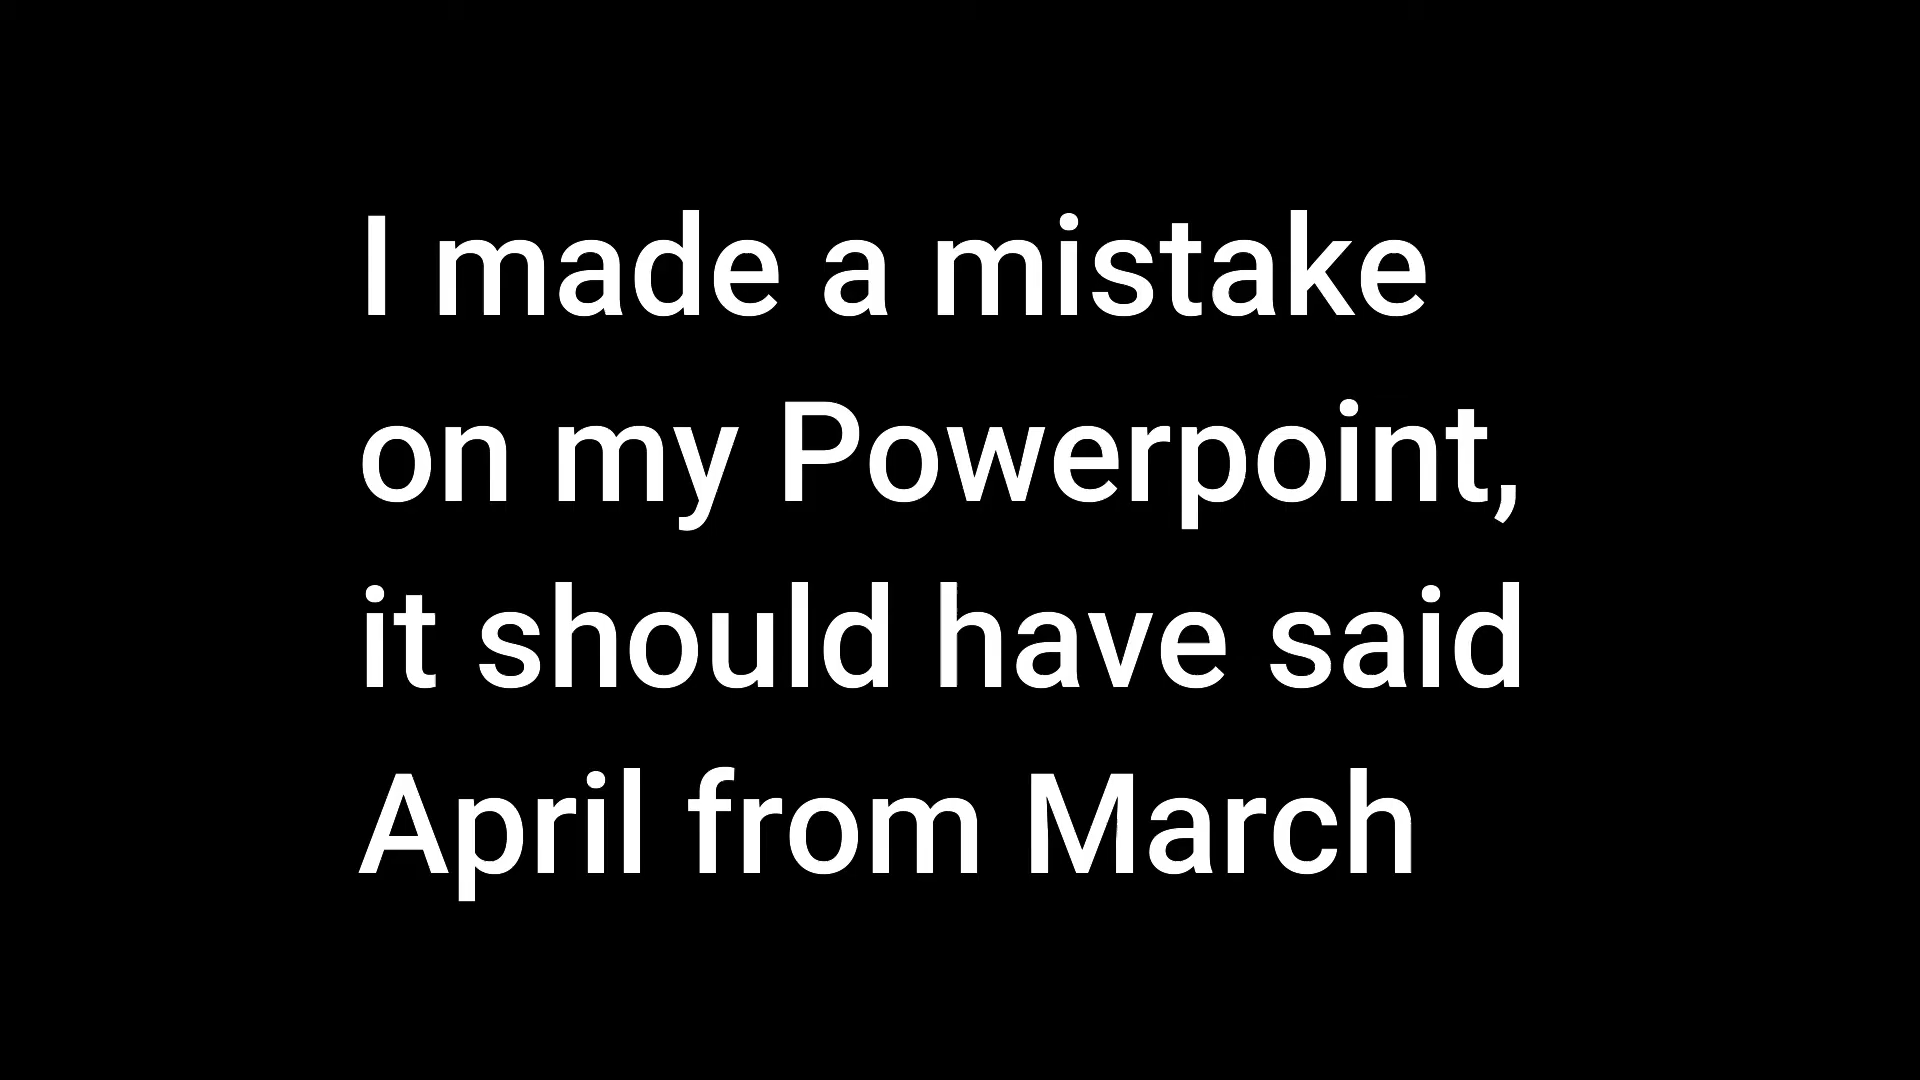 I made a mistake
on my Powerpoint,
it should have said
April from March